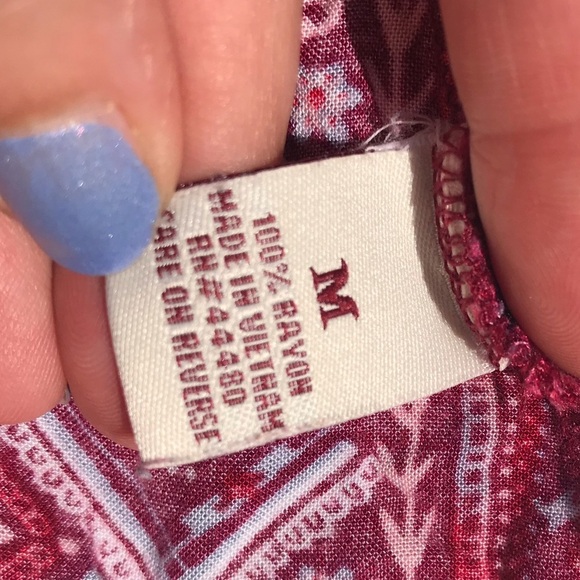 M
100% RAYON
MADE IN VIETNAM
RN#44480
CARE ON REVERSE